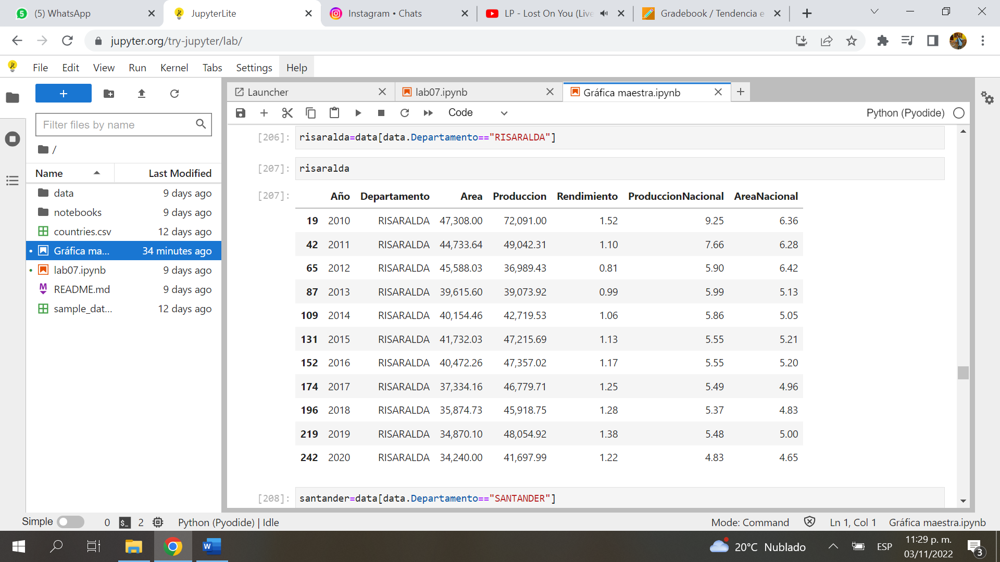 (5) WhatsApp
JupyterLite
Instagram • Chats
LP - Lost On You (Live
Gradebook / Tendencia e
jupyter.org/try-jupyter/lab/
File Edit View Run Kernel Tabs Settings Help
Launcher
lab07.ipynb
Gráfica maestra.ipynb
Code
Python (Pyodide)
Filter files by name
/
Name Last Modified
data 9 days ago
notebooks 9 days ago
countries.csv 12 days ago
Gráfica ma... 34 minutes ago
lab07.ipynb 9 days ago
README.md 9 days ago
sample_dat... 12 days ago
[206]: risaralda=data[data.Departamento=="RISARALDA"]
[207]: risaralda
[207]: Año Departamento Area Produccion Rendimiento ProduccionNacional AreaNacional
19 2010 RISARALDA 47,308.00 72,091.00 1.52 9.25 6.36
42 2011 RISARALDA 44,733.64 49,042.31 1.10 7.66 6.28
65 2012 RISARALDA 45,588.03 36,989.43 0.81 5.90 6.42
87 2013 RISARALDA 39,615.60 39,073.92 0.99 5.99 5.13
109 2014 RISARALDA 40,154.46 42,719.53 1.06 5.86 5.05
131 2015 RISARALDA 41,732.03 47,215.69 1.13 5.55 5.21
152 2016 RISARALDA 40,472.26 47,357.02 1.17 5.55 5.20
174 2017 RISARALDA 37,334.16 46,779.71 1.25 5.49 4.96
196 2018 RISARALDA 35,874.73 45,918.75 1.28 5.37 4.83
219 2019 RISARALDA 34,870.10 48,054.92 1.38 5.48 5.00
242 2020 RISARALDA 34,240.00 41,697.99 1.22 4.83 4.65
[208]: santander=data[data.Departamento=="SANTANDER"]
Simple 0 $_ 2 Python (Pyodide) | Idle Mode: Command Ln 1, Col 1 Gráfica maestra.ipynb
20°C Nublado ESP 11:29 p. m.
03/11/2022
3